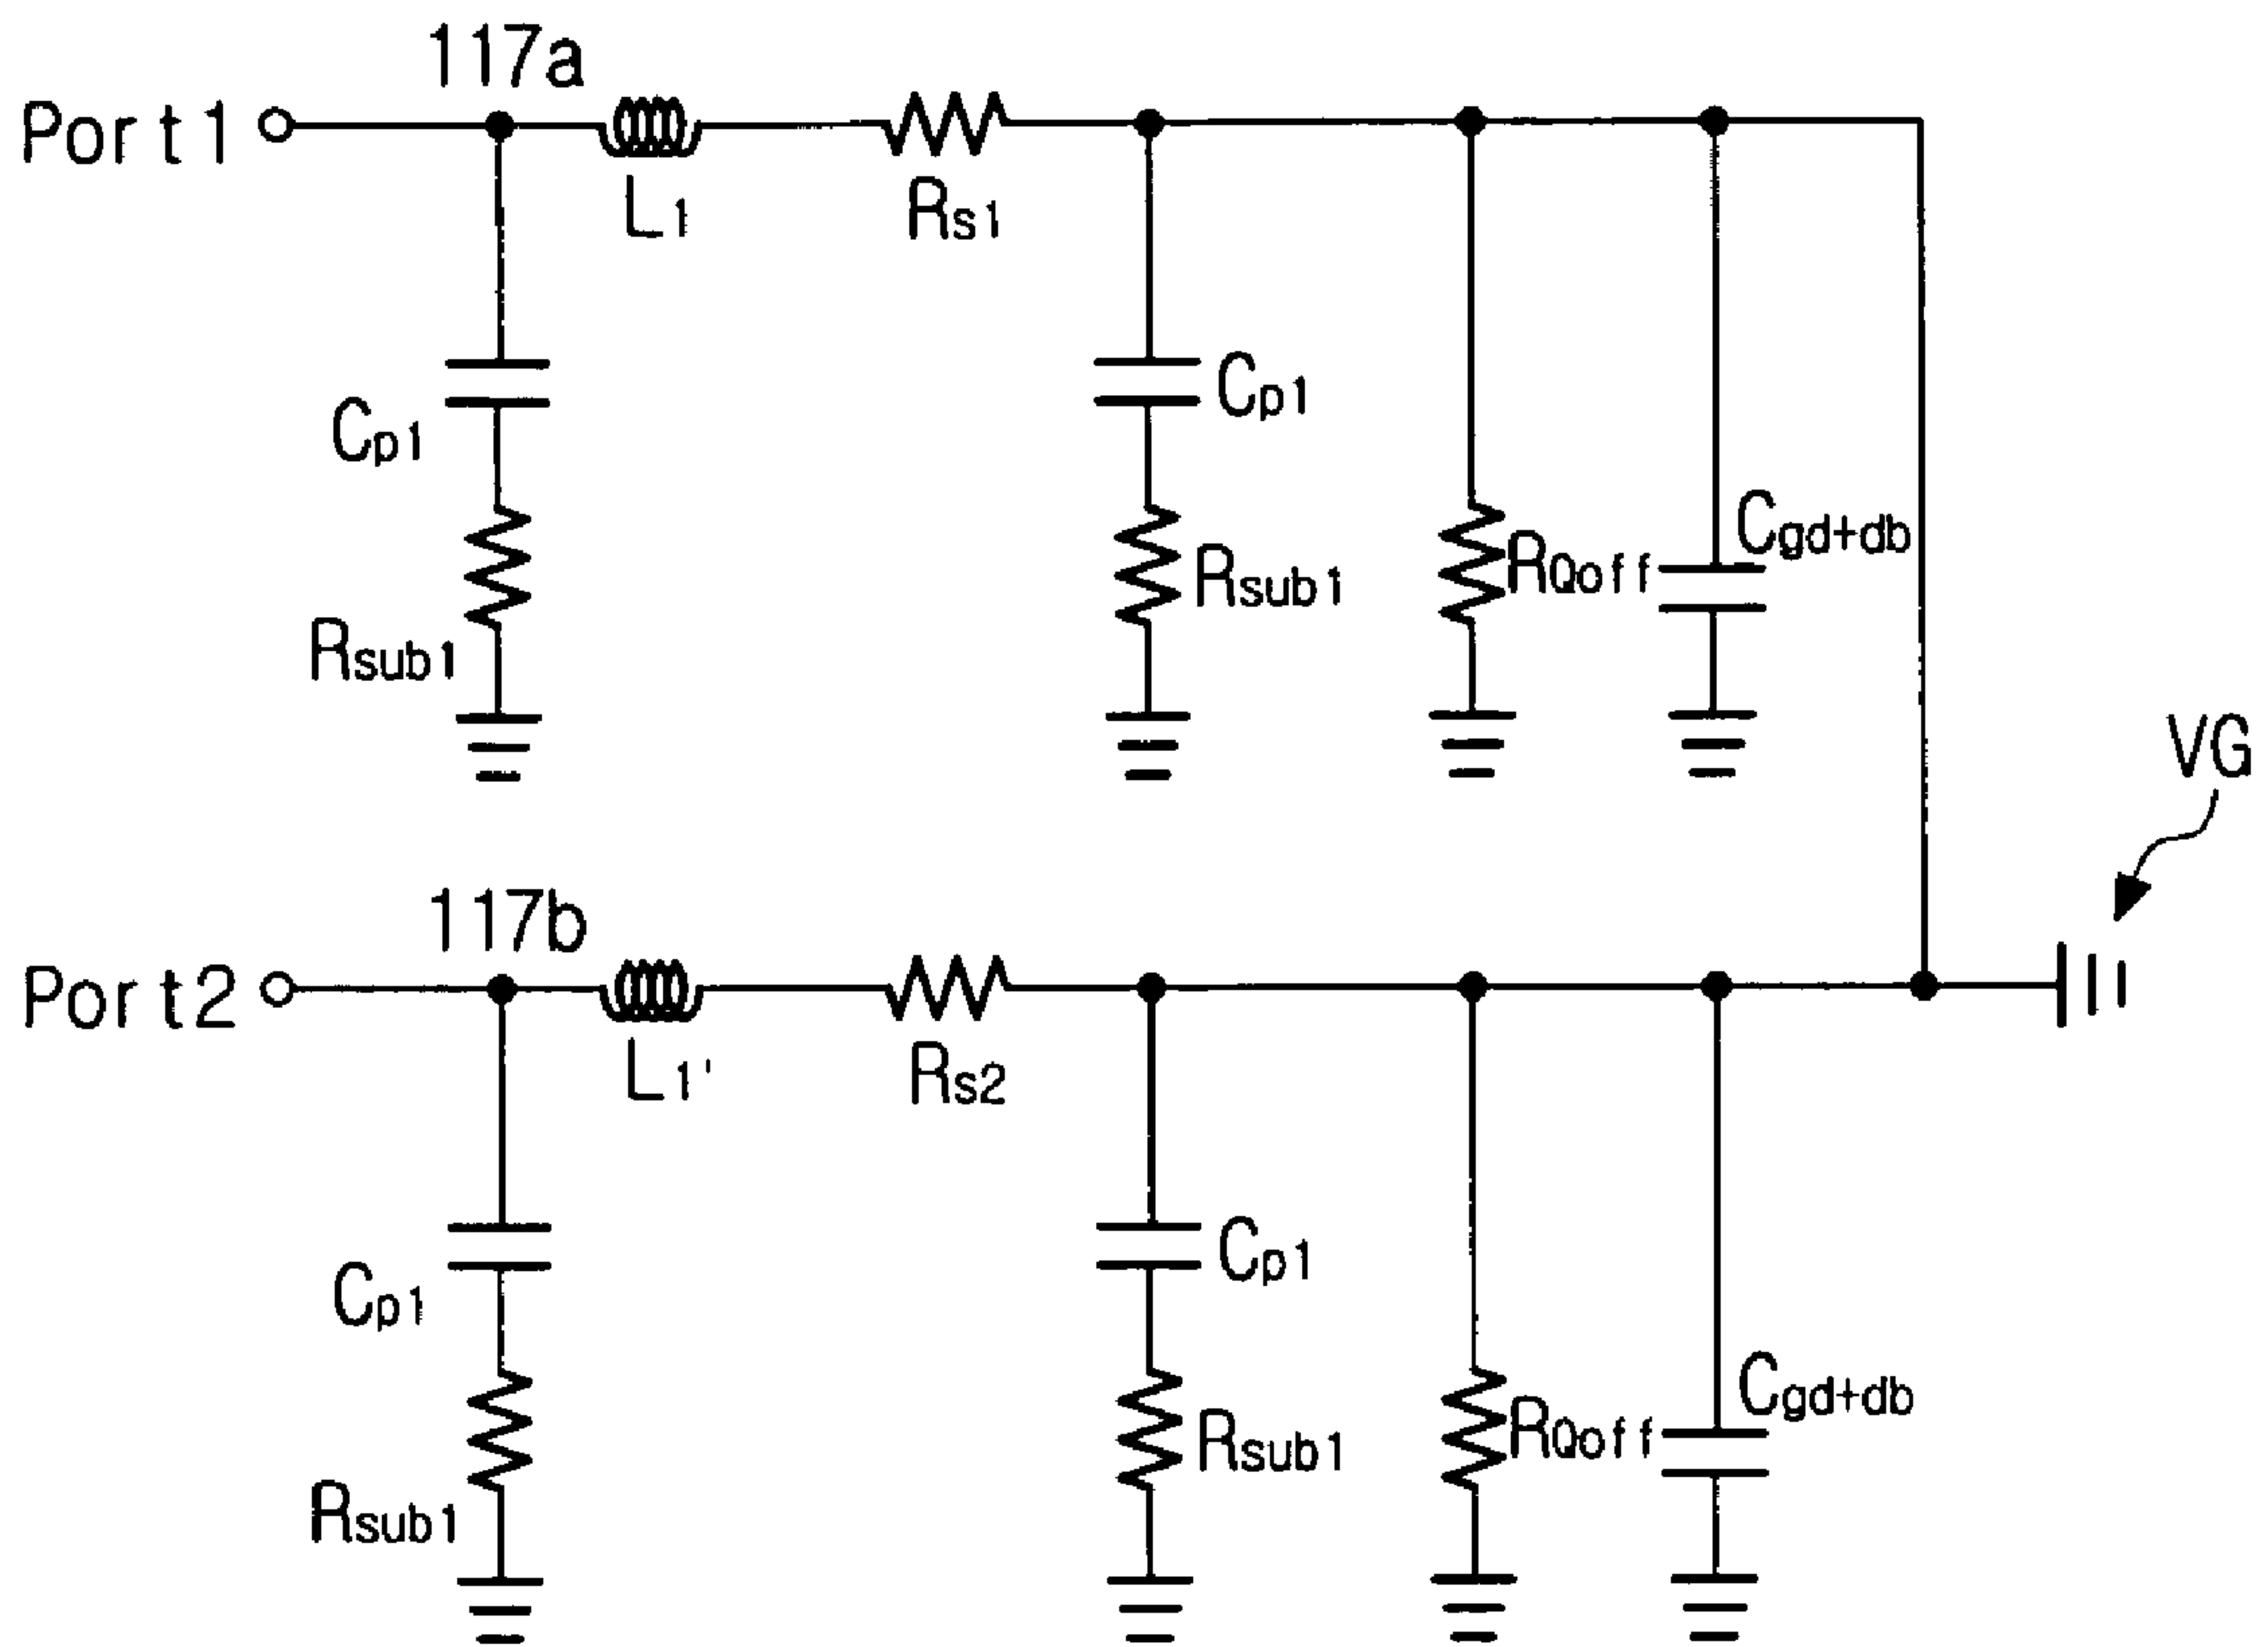 117a
Port1
L1
Rs1
Cp1
Cp1
Cgd+db
Rsub1
RQoff
Rsub1
VG
117b
Port2
L1'
Rs2
Cp1
Cp1
Cgd+db
Rsub1
RQoff
Rsub1